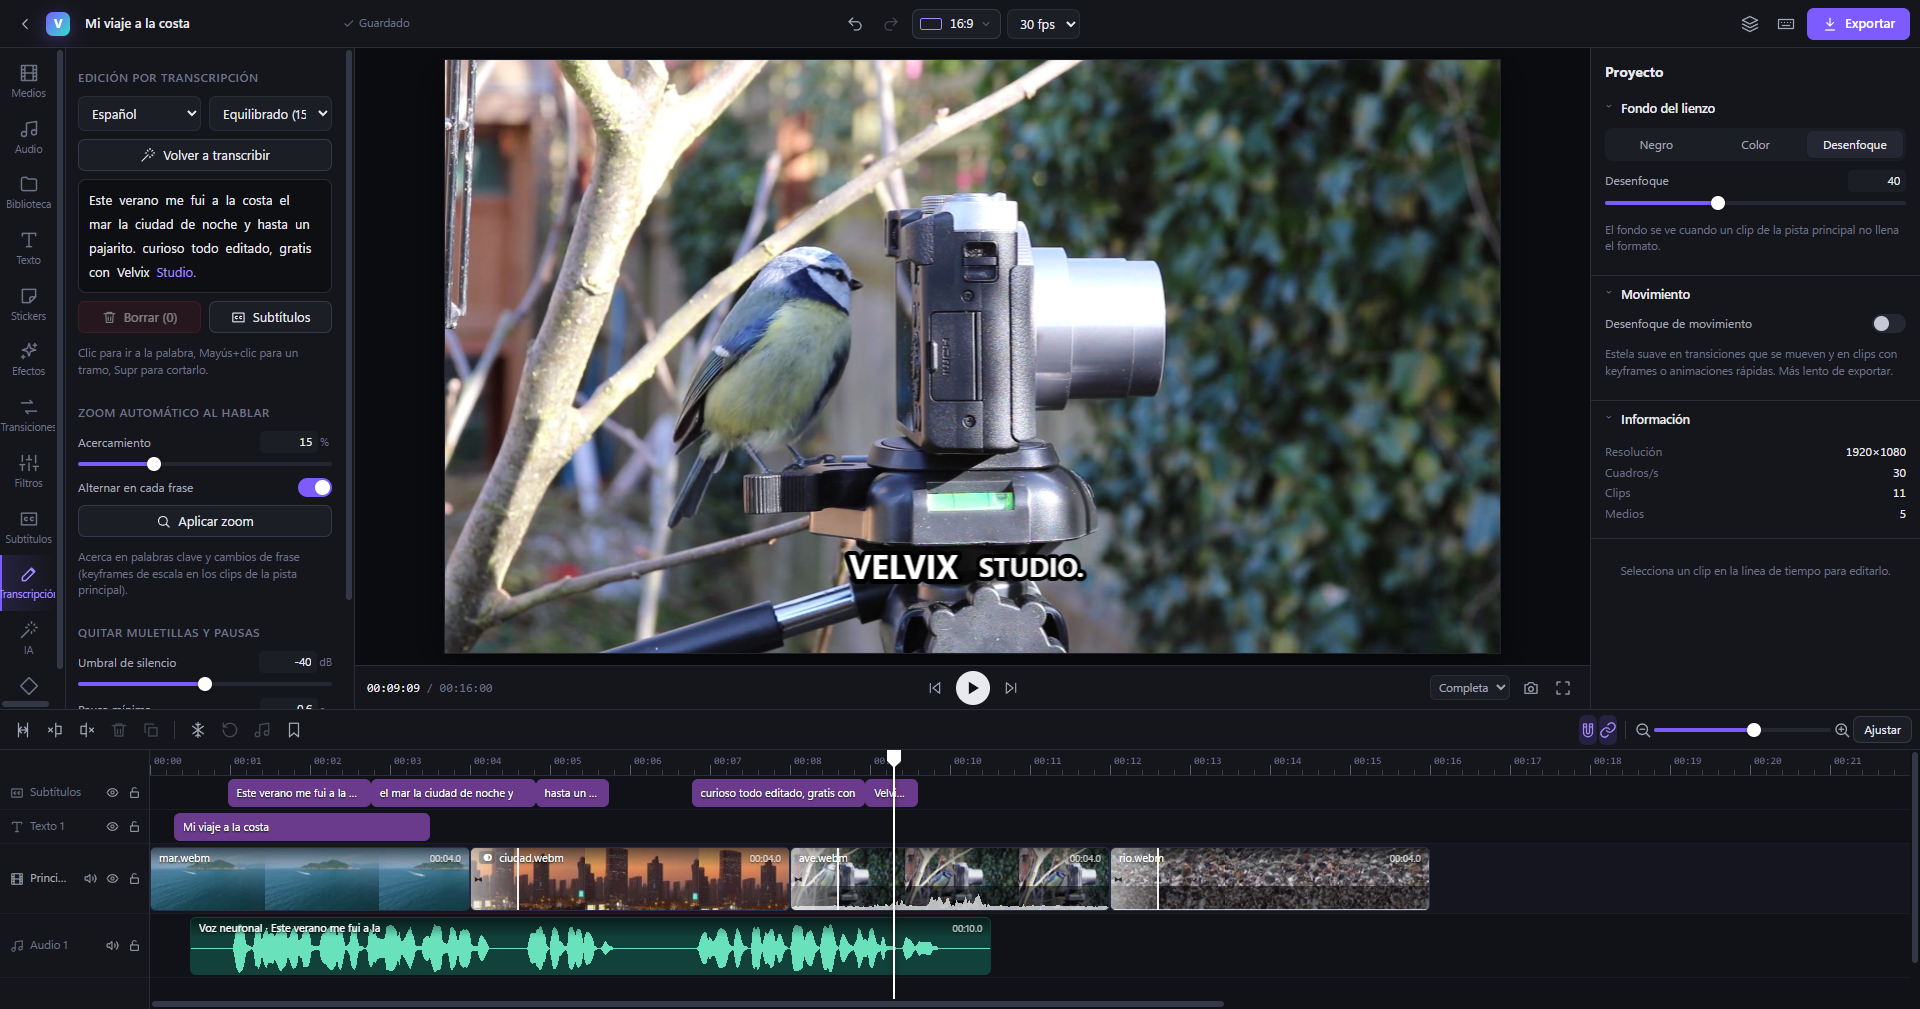 V
Mi viaje a la costa
Guardado
16:9
30 fps
Exportar
Medios
Audio
Biblioteca
Texto
Stickers
Efectos
Transiciones
Filtros
Subtítulos
Transcripción
IA
EDICIÓN POR TRANSCRIPCIÓN
Español
Equilibrado (15
Volver a transcribir
Este verano me fui a la costa el
mar la ciudad de noche y hasta un
pajarito. curioso todo editado, gratis
con Velvix Studio.
Borrar (0)
Subtítulos
Clic para ir a la palabra, Mayús+clic para un
tramo, Supr para cortarlo.
ZOOM AUTOMÁTICO AL HABLAR
Acercamiento 15 %
Alternar en cada frase
Aplicar zoom
Acerca en palabras clave y cambios de frase
(keyframes de escala en los clips de la pista
principal).
QUITAR MULETILLAS Y PAUSAS
Umbral de silencio -40 dB
VELVIX STUDIO.
00:09:09 / 00:16:00
Completa
Proyecto
Fondo del lienzo
Negro
Color
Desenfoque
Desenfoque 40
El fondo se ve cuando un clip de la pista principal no llena
el formato.
Movimiento
Desenfoque de movimiento
Estela suave en transiciones que se mueven y en clips con
keyframes o animaciones rápidas. Más lento de exportar.
Información
Resolución 1920×1080
Cuadros/s 30
Clips 11
Medios 5
Selecciona un clip en la línea de tiempo para editarlo.
Ajustar
00:00 00:01 00:02 00:03 00:04 00:05 00:06 00:07 00:08 00:10 00:11 00:12 00:13 00:14 00:15 00:16 00:17 00:18 00:19 00:20 00:21
Subtítulos
Este verano me fui a la ...
el mar la ciudad de noche y
hasta un ...
curioso todo editado, gratis con
Velvi...
Texto 1
Mi viaje a la costa
Princi...
mar.webm 00:04.0
ciudad.webm 00:04.0
ave.webm 00:04.0
rio.webm 00:04.0
Audio 1
Voz neuronal · Este verano me fui a la
00:10.0